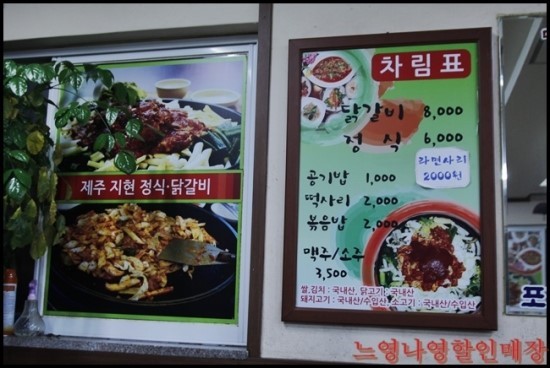 제주 지현 정식·닭갈비
차림표
닭갈비 8,000
정식 6,000
라면사리
2000원
공기밥 1,000
떡사리 2,000
볶음밥 2,000
맥주/소주
3,500
쌀,김치 : 국내산, 닭고기 : 국내산
돼지고기 : 국내산/수입산, 소고기 : 국내산/수입산
포
느영나영할인매장